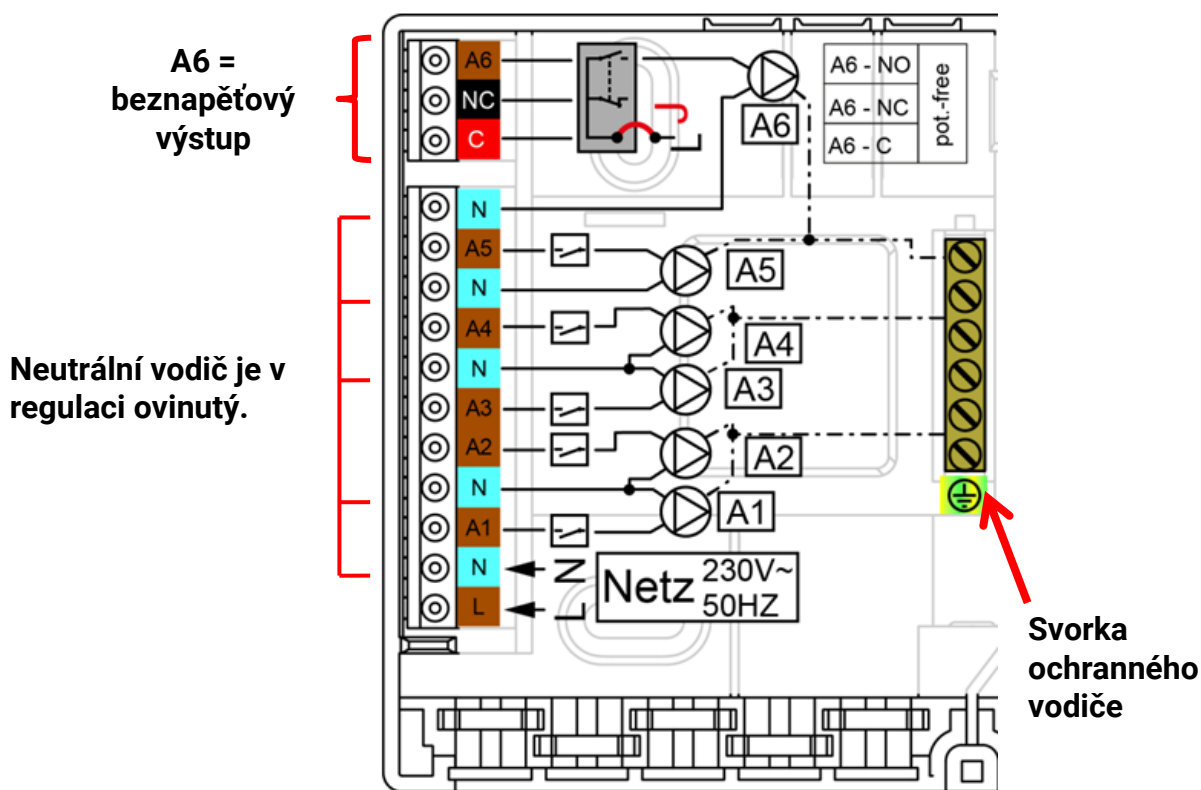 A6 =
beznapěťový
výstup
A6
NC
C
J
L
A6
A6 - NO
A6 - NC
A6 - C
pot.-free
N
A5
N
A4
N
A3
A2
N
A1
N
L
A5
A4
A3
A2
A1
N
L
Netz 230V~
50HZ
Neutrální vodič je v
regulaci ovinutý.
Svorka
ochranného
vodiče